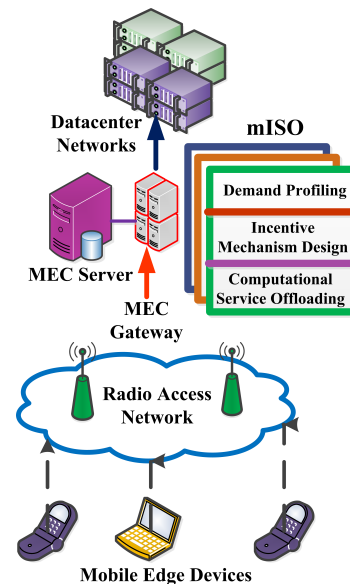 Datacenter
Networks
mISO
Demand Profiling
Incentive
Mechanism Design
Computational
Service Offloading
MEC Server
MEC
Gateway
Radio Access
Network
Mobile Edge Devices